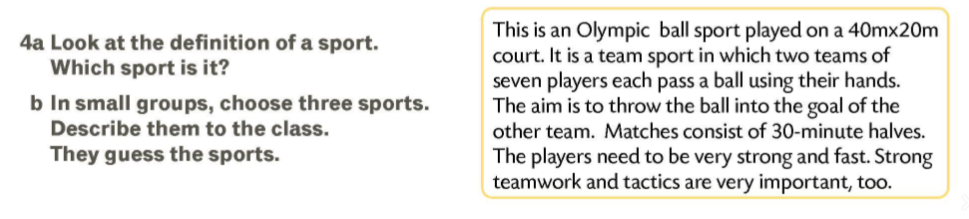 4a Look at the definition of a sport.
Which sport is it?
b In small groups, choose three sports.
Describe them to the class.
They guess the sports.
This is an Olympic ball sport played on a 40mx20m
court. It is a team sport in which two teams of
seven players each pass a ball using their hands.
The aim is to throw the ball into the goal of the
other team. Matches consist of 30-minute halves.
The players need to be very strong and fast. Strong
teamwork and tactics are very important, too.